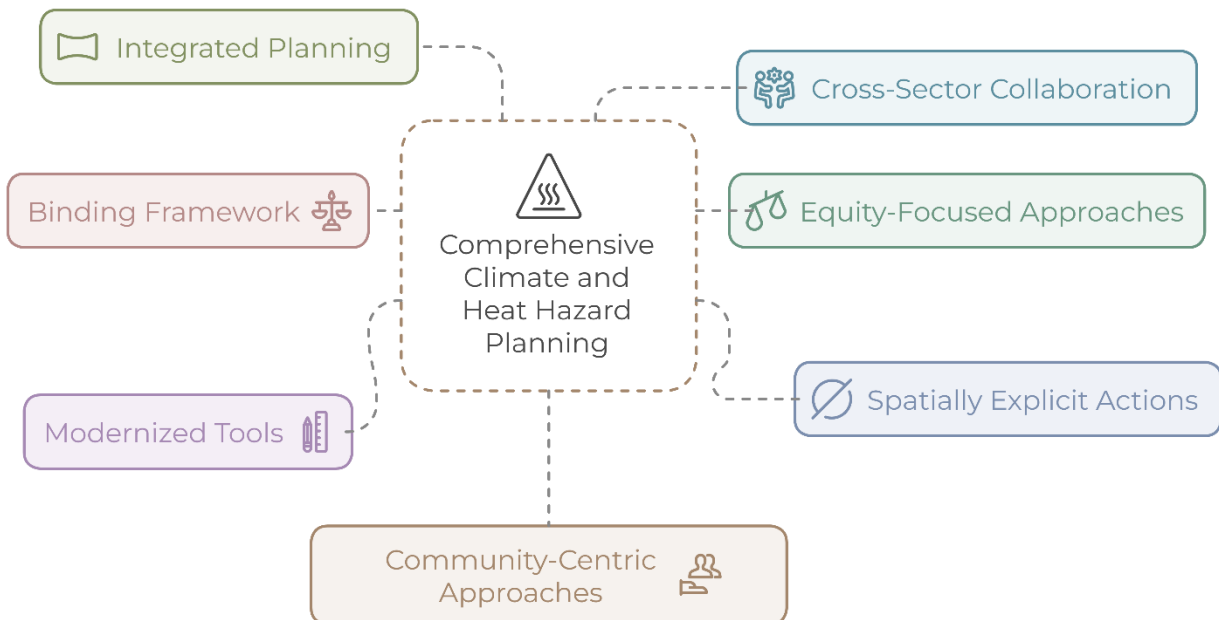 Integrated Planning
Cross-Sector Collaboration
Binding Framework
Equity-Focused Approaches
Comprehensive
Climate and
Heat Hazard
Planning
Modernized Tools
Spatially Explicit Actions
Community-Centric
Approaches